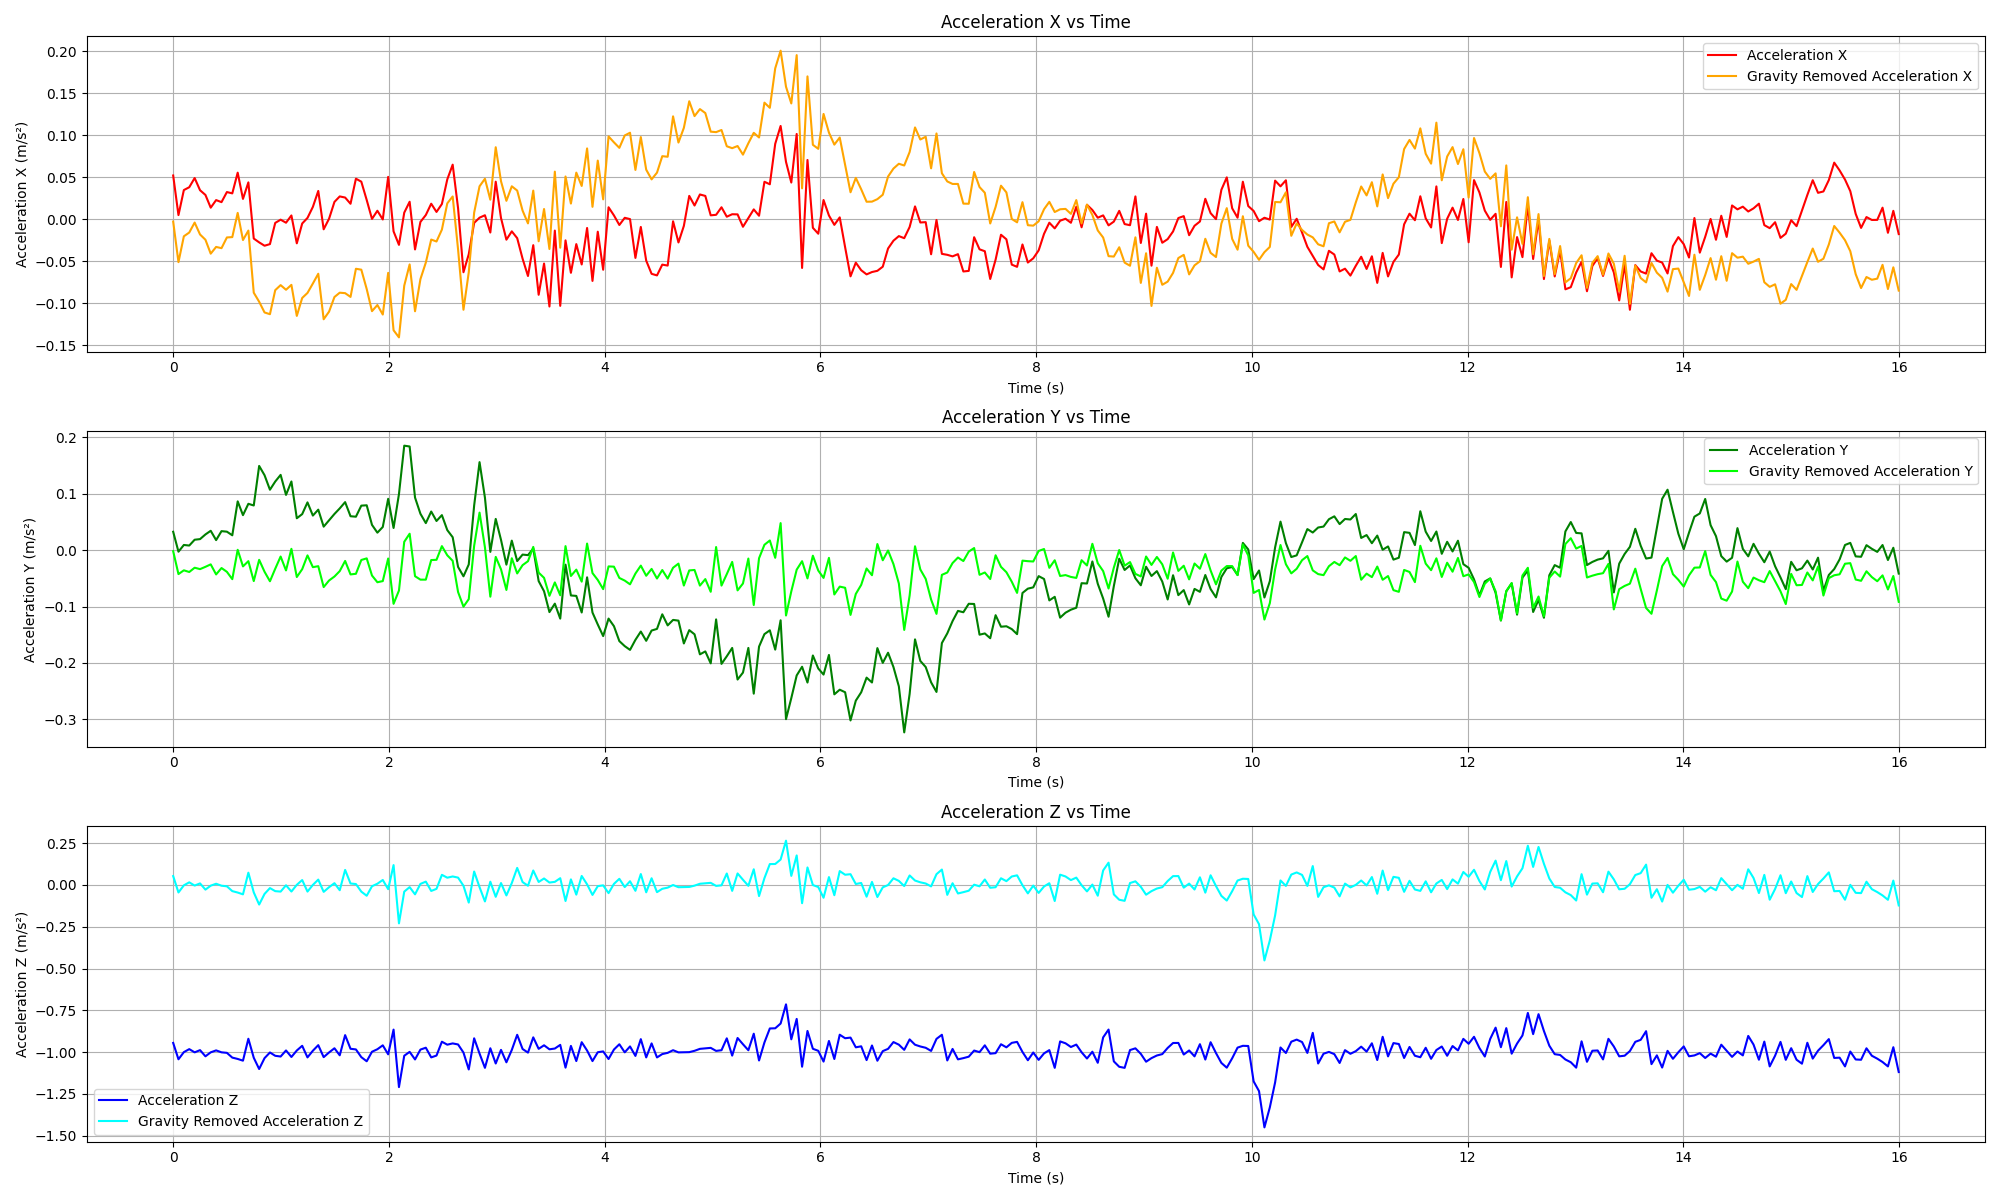 Acceleration X vs Time
Acceleration X (m/s²)
0.20
0.15
0.10
0.05
0.00
−0.05
−0.10
−0.15
Acceleration X
Gravity Removed Acceleration X
0 2 4 6 8 10 12 14 16
Time (s)
Acceleration Y vs Time
Acceleration Y (m/s²)
0.2
0.1
0.0
−0.1
−0.2
−0.3
Acceleration Y
Gravity Removed Acceleration Y
0 2 4 6 8 10 12 14 16
Time (s)
Acceleration Z vs Time
Acceleration Z (m/s²)
0.25
0.00
−0.25
−0.50
−0.75
−1.00
−1.25
−1.50
Acceleration Z
Gravity Removed Acceleration Z
0 2 4 6 8 10 12 14 16
Time (s)